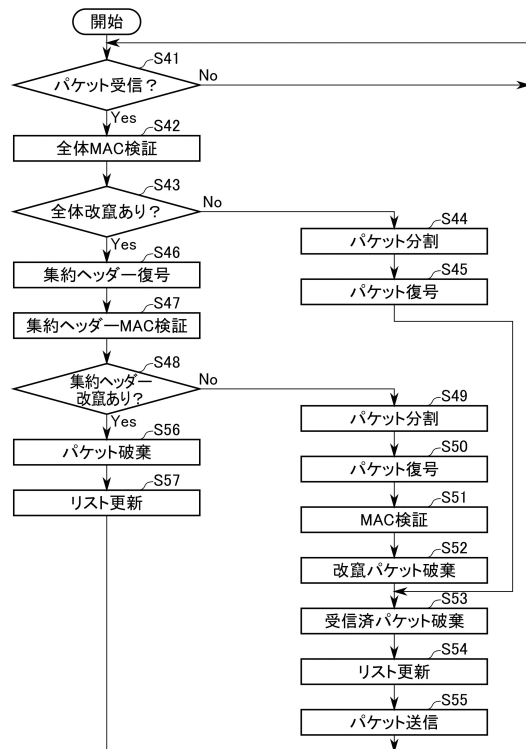 開始
S41
パケット受信？
No
Yes
S42
全体MAC検証
S43
全体改竄あり？
No
Yes
S44
パケット分割
S45
パケット復号
S46
集約ヘッダー復号
S47
集約ヘッダーMAC検証
S48
集約ヘッダー
改竄あり？
No
Yes
S49
パケット分割
S50
パケット復号
S51
MAC検証
S52
改竄パケット破棄
S53
受信済パケット破棄
S54
リスト更新
S55
パケット送信
S56
パケット破棄
S57
リスト更新